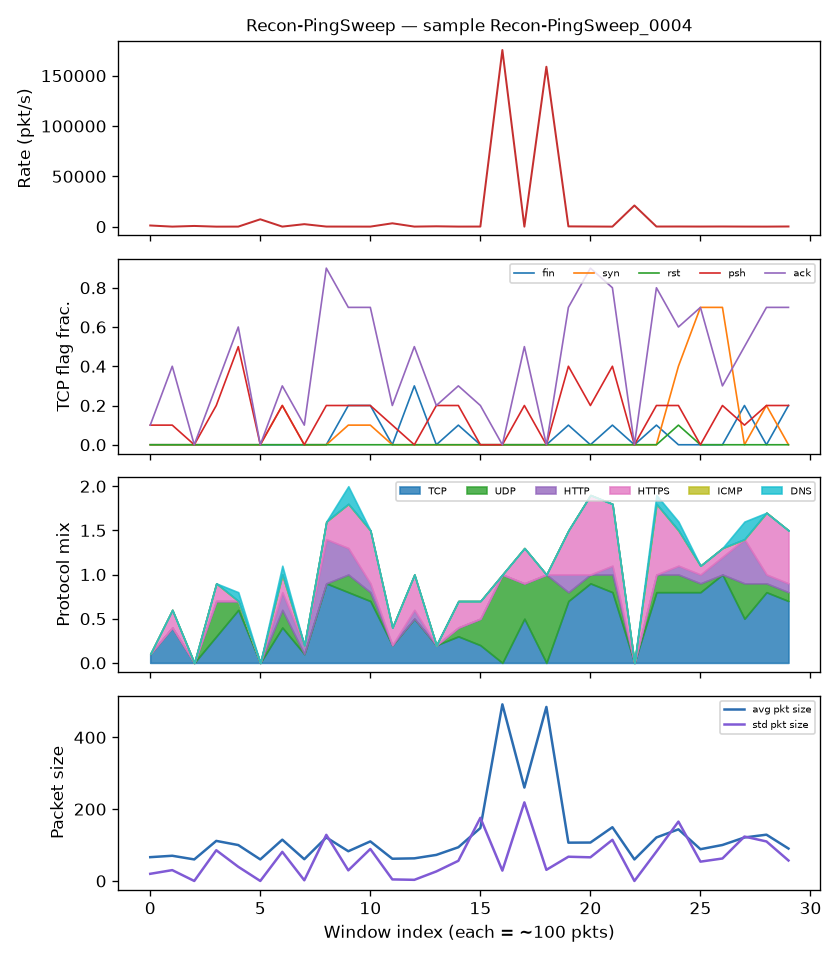 Recon-PingSweep — sample Recon-PingSweep_0004
150000
100000
50000
0
Rate (pkt/s)
fin syn rst psh ack
0.8
0.6
0.4
0.2
0.0
TCP flag frac.
TCP UDP HTTP HTTPS ICMP DNS
2.0
1.5
1.0
0.5
0.0
Protocol mix
avg pkt size
std pkt size
400
200
0
Packet size
0 5 10 15 20 25 30
Window index (each = ~100 pkts)